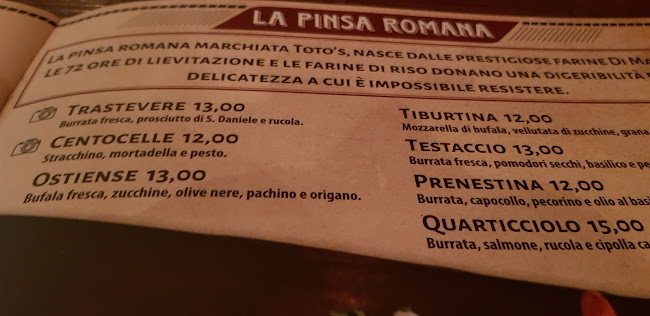 LA PINSA ROMANA
LA PINSA ROMANA MARCHIATA TOTO'S, NASCE DALLE PRESTIGIOSE FARINE DI
LE 72 ORE DI LIEVITAZIONE E LE FARINE DI RISO DONANO UNA DIGERIBILITÀ
DELICATEZZA A CUI È IMPOSSIBILE RESISTERE.
TRASTEVERE 13,00
Burrata fresca, prosciutto di S. Daniele e rucola.
CENTOCELLE 12,00
Stracchino, mortadella e pesto.
OSTIENSE 13,00
Bufala fresca, zucchine, olive nere, pachino e origano.
TIBURTINA 12,00
Mozzarella di bufala, vellutata di zucchine, grana
TESTACCIO 13,00
Burrata fresca, pomodori secchi, basilico e pe
PRENESTINA 12,00
Burrata, capocollo, pecorino e olio al basi
QUARTICCIOLO 15,00
Burrata, salmone, rucola e cipolla ca